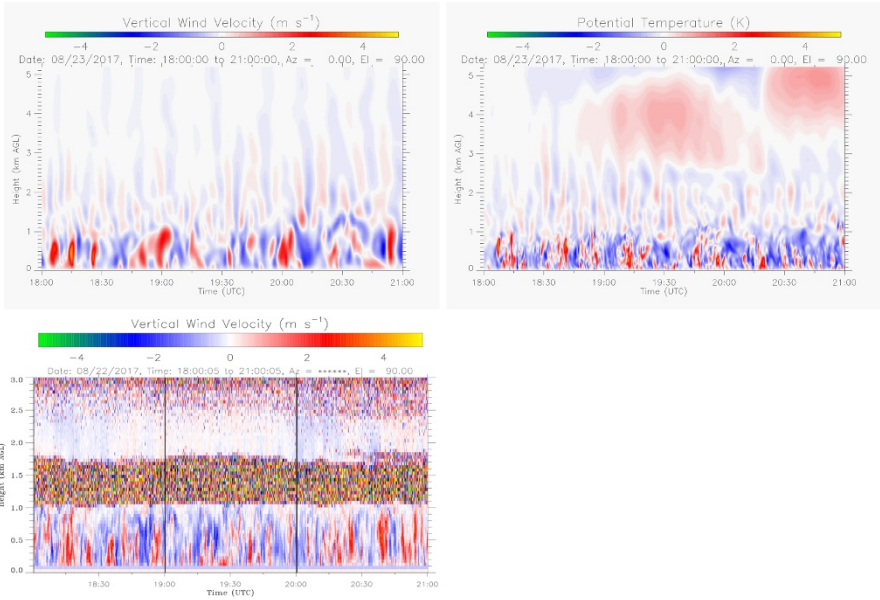 Vertical Wind Velocity (m s⁻¹)
−4 −2 0 2 4
Date: 08/23/2017, Time: 18:00:00 to 21:00:00, Az = 0.00, El = 90.00
5
4
3
2
1
0
Height (km AGL)
18:00 18:30 19:00 19:30 20:00 20:30 21:00
Time (UTC)
Potential Temperature (K)
−4 −2 0 2 4
Date: 08/23/2017, Time: 18:00:00 to 21:00:00, Az = 0.00, El = 90.00
5
4
3
2
1
0
Height (km AGL)
18:00 18:30 19:00 19:30 20:00 20:30 21:00
Time (UTC)
Vertical Wind Velocity (m s⁻¹)
−4 −2 0 2 4
Date: 08/22/2017, Time: 18:00:05 to 21:00:05, Az = ******, El = 90.00
3.0
2.5
2.0
1.5
1.0
0.5
0.0
Height (km AGL)
18:30 19:00 19:30 20:00 20:30 21:00
Time (UTC)